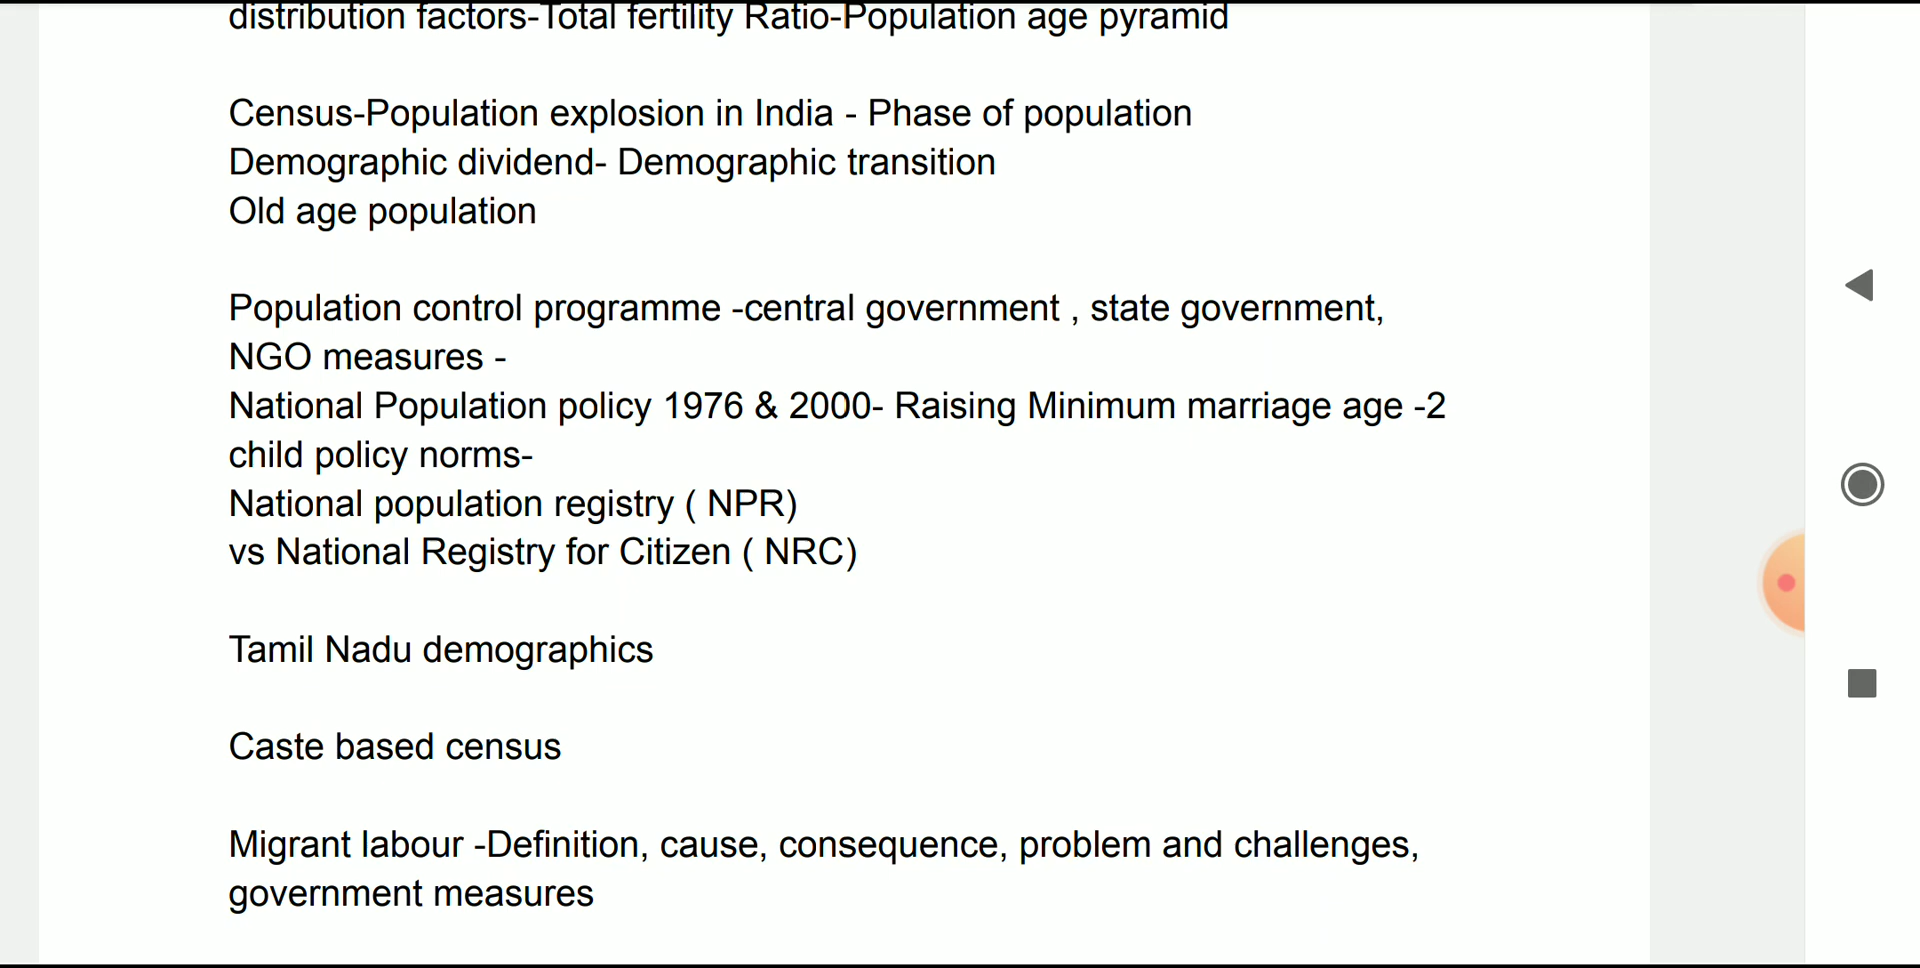 distribution factors-Total fertility Ratio-Population age pyramid
Census-Population explosion in India - Phase of population
Demographic dividend- Demographic transition
Old age population
Population control programme -central government , state government,
NGO measures -
National Population policy 1976 & 2000- Raising Minimum marriage age -2
child policy norms-
National population registry ( NPR)
vs National Registry for Citizen ( NRC)
Tamil Nadu demographics
Caste based census
Migrant labour -Definition, cause, consequence, problem and challenges,
government measures